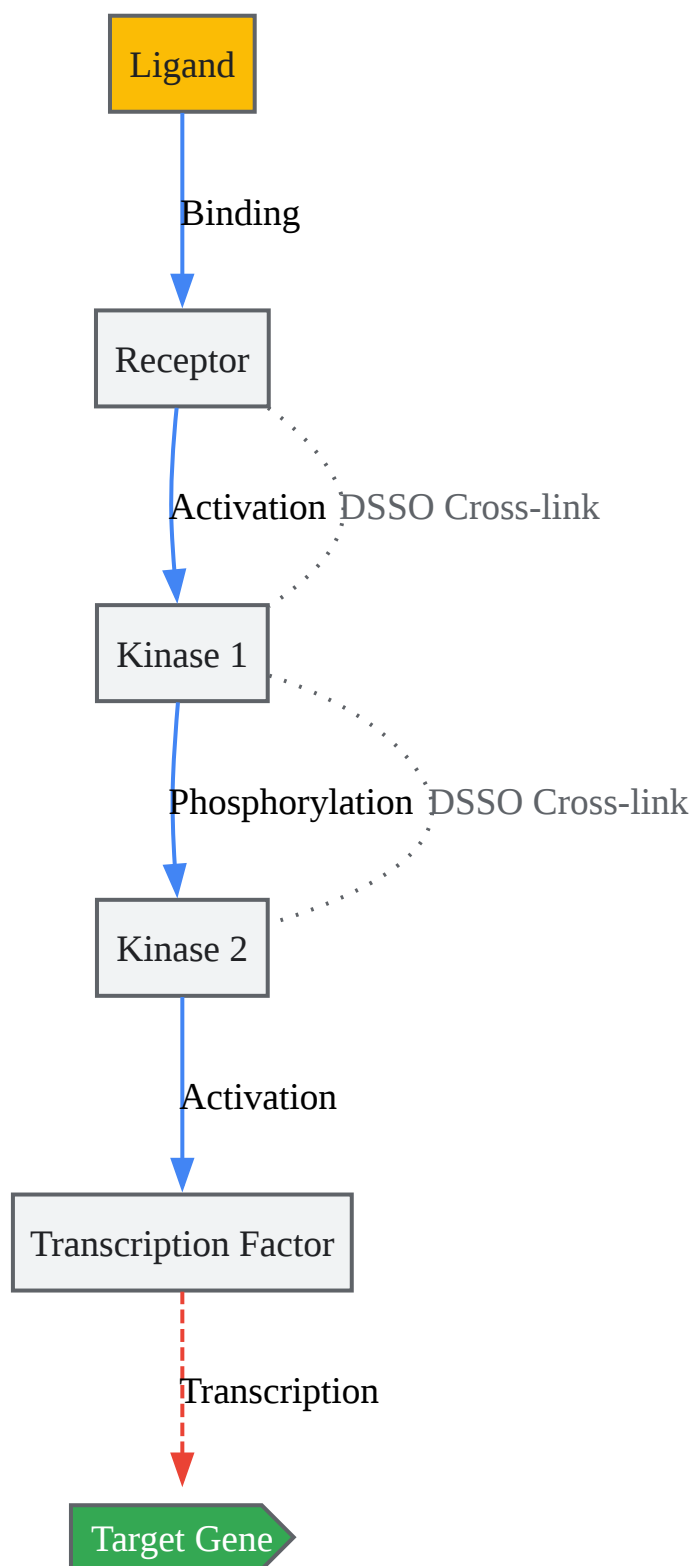 Ligand
Binding
Receptor
Activation
DSSO Cross-link
Kinase 1
Phosphorylation
DSSO Cross-link
Kinase 2
Activation
Transcription Factor
Transcription
Target Gene